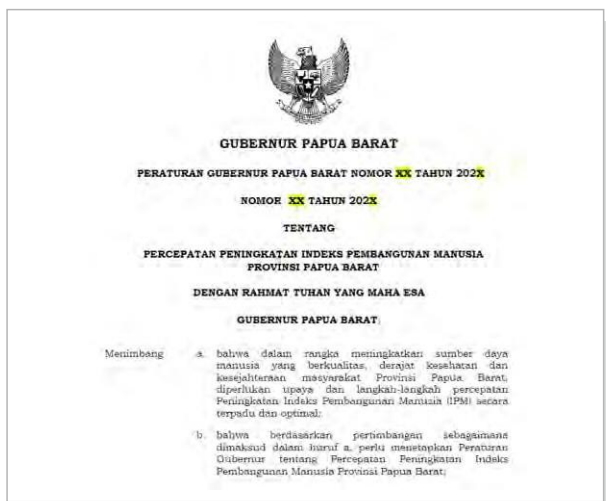 GUBERNUR PAPUA BARAT
PERATURAN GUBERNUR PAPUA BARAT NOMOR XX TAHUN 202X
NOMOR XX TAHUN 202X
TENTANG
PERCEPATAN PENINGKATAN INDEKS PEMBANGUNAN MANUSIA
PROVINSI PAPUA BARAT
DENGAN RAHMAT TUHAN YANG MAHA ESA
GUBERNUR PAPUA BARAT;
Menimbang a. bahwa dalam rangka meningkatkan sumber daya
manusia yang berkualitas, derajat kesehatan dan
kesejahteraan masyarakat Provinsi Papua Barat,
diperlukan upaya dan langkah-langkah percepatan
Peningkatan Indeks Pembangunan Manusia (IPM) secara
terpadu dan optimal;
b. bahwa berdasarkan pertimbangan sebagaimana
dimaksud dalam huruf a, perlu menetapkan Peraturan
Gubernur tentang Percepatan Peningkatan Indeks
Pembangunan Manusia Provinsi Papua Barat;